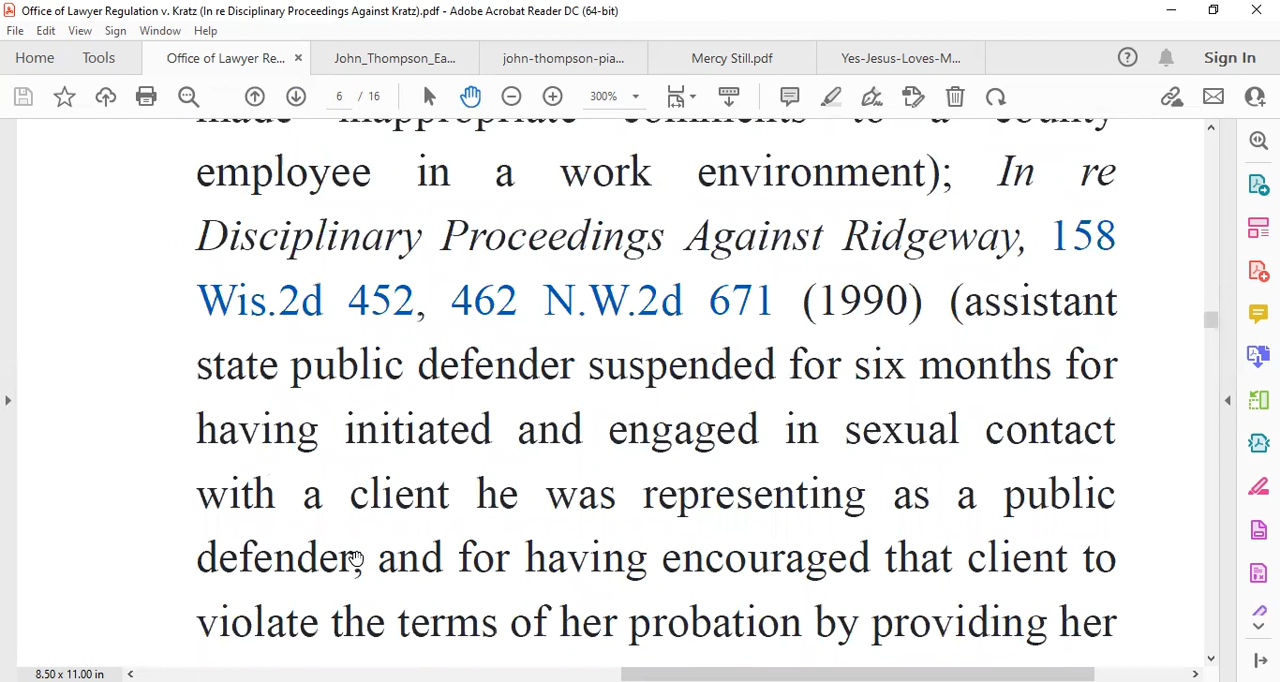 Office of Lawyer Regulation v. Kratz (In re Disciplinary Proceedings Against Kratz).pdf - Adobe Acrobat Reader DC (64-bit)
File Edit View Sign Window Help
Home Tools Office of Lawyer Re... × John_Thompson_Ea... john-thompson-pia... Mercy Still.pdf Yes-Jesus-Loves-M... Sign In
6 / 16 300%
made inappropriate comments to a county
employee in a work environment); In re
Disciplinary Proceedings Against Ridgeway, 158
Wis.2d 452, 462 N.W.2d 671 (1990) (assistant
state public defender suspended for six months for
having initiated and engaged in sexual contact
with a client he was representing as a public
defender, and for having encouraged that client to
violate the terms of her probation by providing her
8.50 x 11.00 in